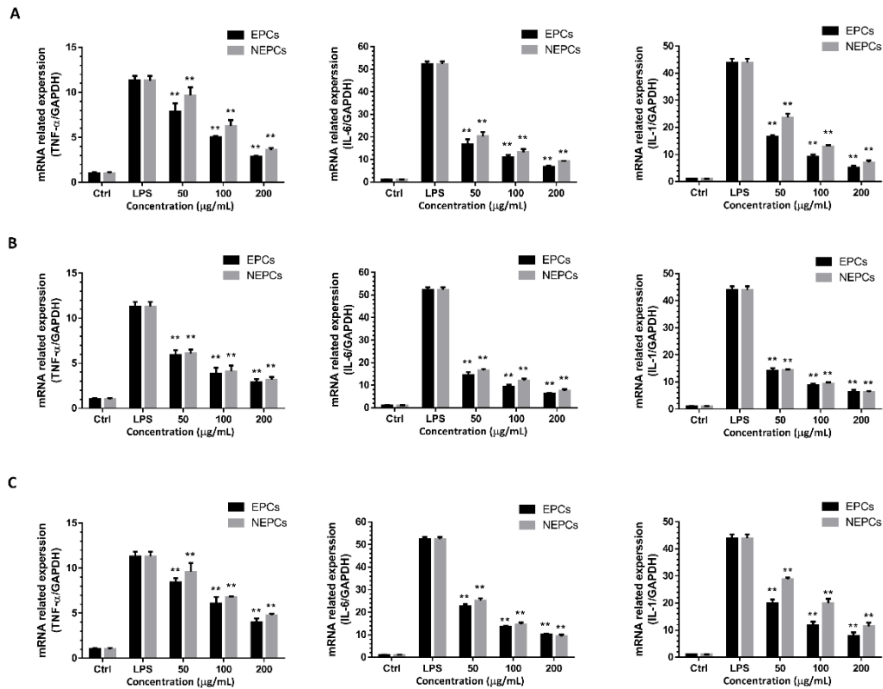 A
mRNA related experssion
(TNF-α/GAPDH)
15
10
5
0
EPCs
NEPCs
** ** ** ** ** **
Ctrl LPS 50 100 200
Concentration (µg/mL)
mRNA related experssion
(IL-6/GAPDH)
60
50
40
30
20
10
0
EPCs
NEPCs
** ** ** ** ** **
Ctrl LPS 50 100 200
Concentration (µg/mL)
mRNA related experssion
(IL-1/GAPDH)
50
40
30
20
10
0
EPCs
NEPCs
** ** ** ** ** **
Ctrl LPS 50 100 200
Concentration (µg/mL)
B
mRNA related experssion
(TNF-α/GAPDH)
15
10
5
0
EPCs
NEPCs
** ** ** ** ** **
Ctrl LPS 50 100 200
Concentration (µg/mL)
mRNA related experssion
(IL-6/GAPDH)
60
50
40
30
20
10
0
EPCs
NEPCs
** ** ** ** ** **
Ctrl LPS 50 100 200
Concentration (µg/mL)
mRNA related experssion
(IL-1/GAPDH)
50
40
30
20
10
0
EPCs
NEPCs
** ** ** ** ** **
Ctrl LPS 50 100 200
Concentration (µg/mL)
C
mRNA related experssion
(TNF-α/GAPDH)
15
10
5
0
EPCs
NEPCs
** ** ** ** ** **
Ctrl LPS 50 100 200
Concentration (µg/mL)
mRNA related experssion
(IL-6/GAPDH)
60
50
40
30
20
10
0
EPCs
NEPCs
** ** ** ** ** **
Ctrl LPS 50 100 200
Concentration (µg/mL)
mRNA related experssion
(IL-1/GAPDH)
50
40
30
20
10
0
EPCs
NEPCs
** ** ** ** ** **
Ctrl LPS 50 100 200
Concentration (µg/mL)